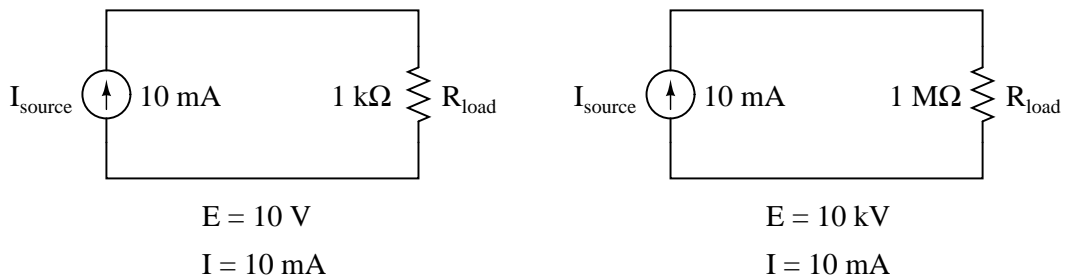 I_source 10 mA 1 kΩ R_load
E = 10 V
I = 10 mA
I_source 10 mA 1 MΩ R_load
E = 10 kV
I = 10 mA